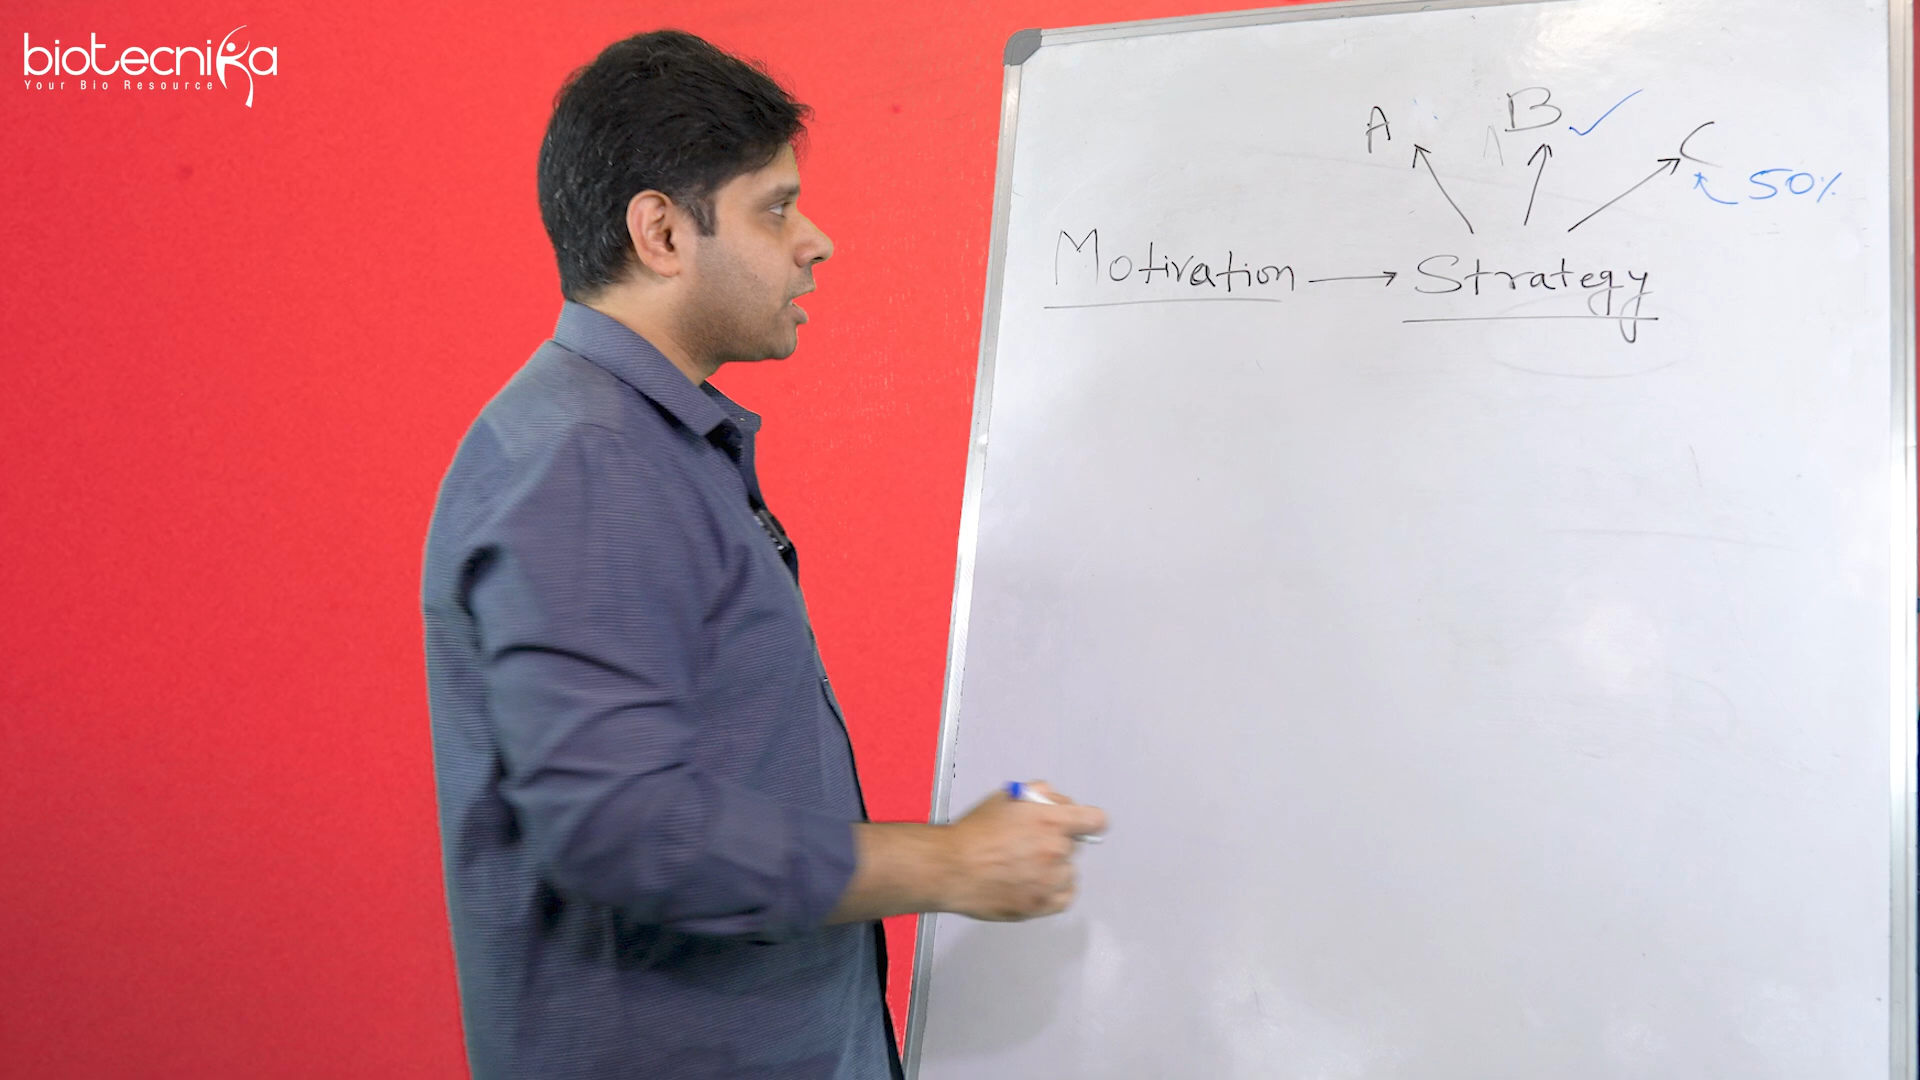 biotecnika
Your Bio Resource
A B ✓ C
50%
Motivation → Strategy